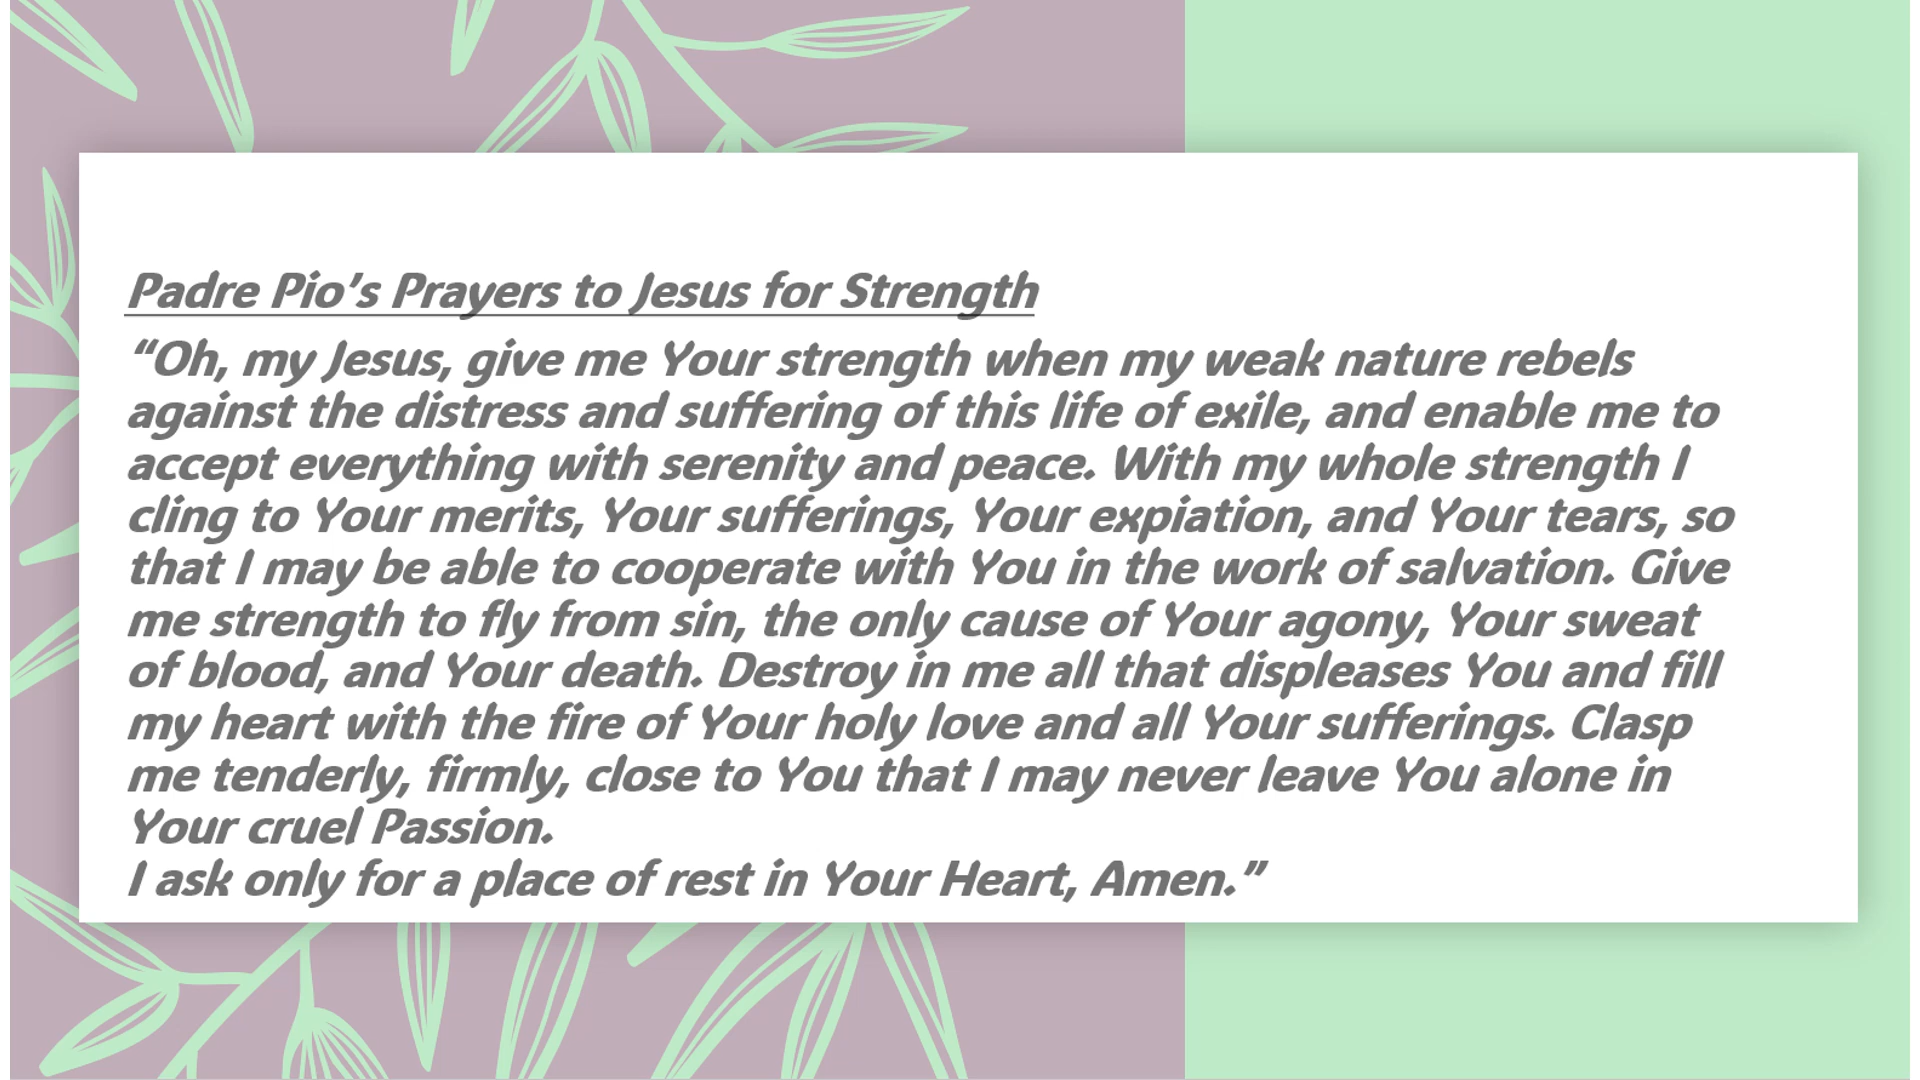 Padre Pio’s Prayers to Jesus for Strength
“Oh, my Jesus, give me Your strength when my weak nature rebels
against the distress and suffering of this life of exile, and enable me to
accept everything with serenity and peace. With my whole strength I
cling to Your merits, Your sufferings, Your expiation, and Your tears, so
that I may be able to cooperate with You in the work of salvation. Give
me strength to fly from sin, the only cause of Your agony, Your sweat
of blood, and Your death. Destroy in me all that displeases You and fill
my heart with the fire of Your holy love and all Your sufferings. Clasp
me tenderly, firmly, close to You that I may never leave You alone in
Your cruel Passion.
I ask only for a place of rest in Your Heart, Amen.”